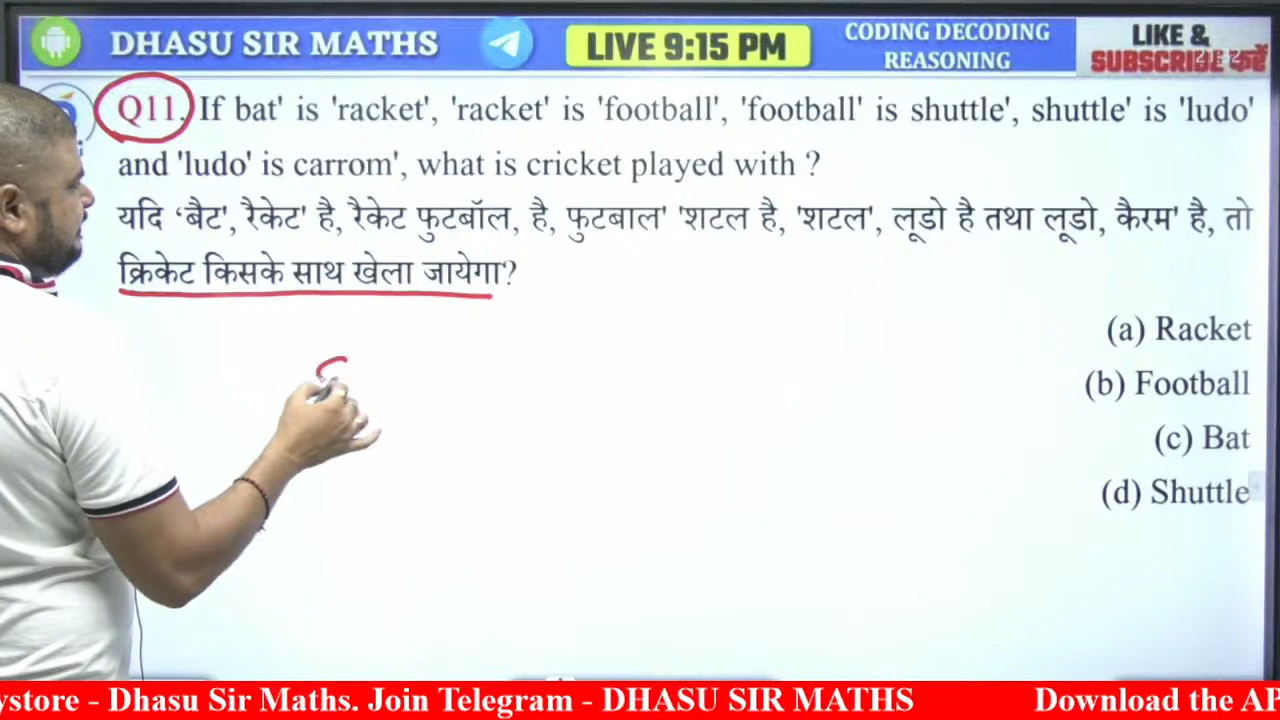 DHASU SIR MATHS
LIVE 9:15 PM
CODING DECODING
REASONING
LIKE &
SUBSCRIBE करें
Q11. If bat' is 'racket', 'racket' is 'football', 'football' is shuttle', shuttle' is 'ludo'
and 'ludo' is carrom', what is cricket played with ?
यदि ‘बैट', रैकेट' है, रैकेट फुटबॉल, है, फुटबाल' 'शटल है, 'शटल', लूडो है तथा लूडो, कैरम' है, तो
क्रिकेट किसके साथ खेला जायेगा?
(a) Racket
(b) Football
(c) Bat
(d) Shuttle
ystore - Dhasu Sir Maths. Join Telegram - DHASU SIR MATHS
Download the AP